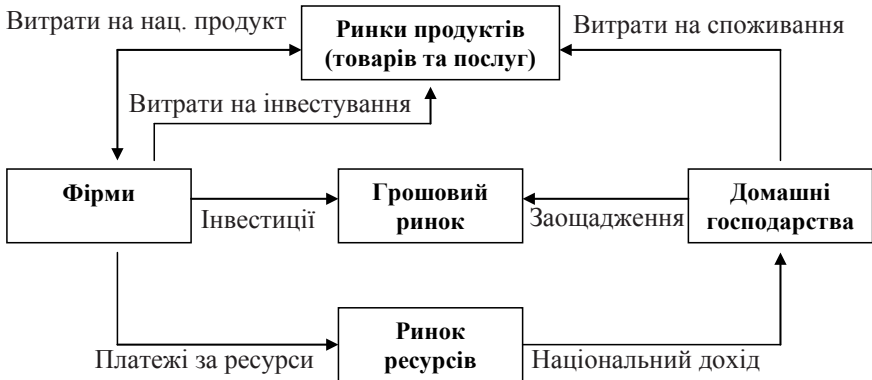 Витрати на нац. продукт
Ринки продуктів
(товарів та послуг)
Витрати на споживання
Витрати на інвестування
Фірми
Грошовий
ринок
Домашні
господарства
Інвестиції
Заощадження
Ринок
ресурсів
Платежі за ресурси
Національний дохід